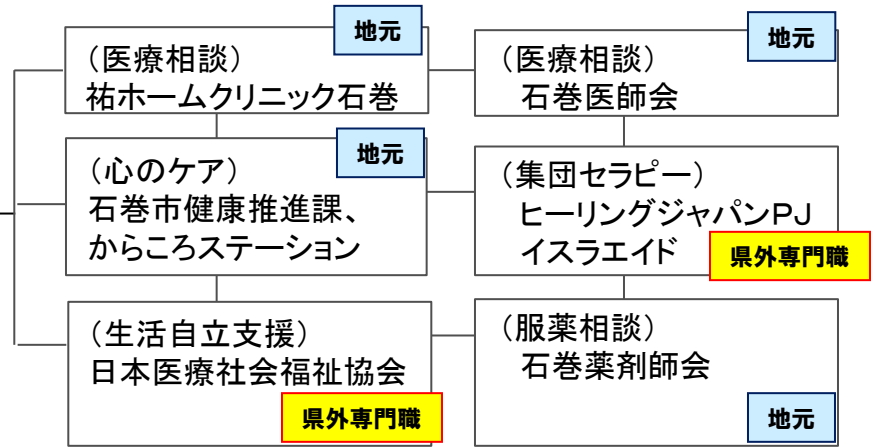 地元
（医療相談）
祐ホームクリニック石巻
地元
（医療相談）
石巻医師会
地元
（心のケア）
石巻市健康推進課、
からころステーション
（集団セラピー）
ヒーリングジャパンＰＪ
イスラエイド
県外専門職
（生活自立支援）
日本医療社会福祉協会
県外専門職
（服薬相談）
石巻薬剤師会
地元